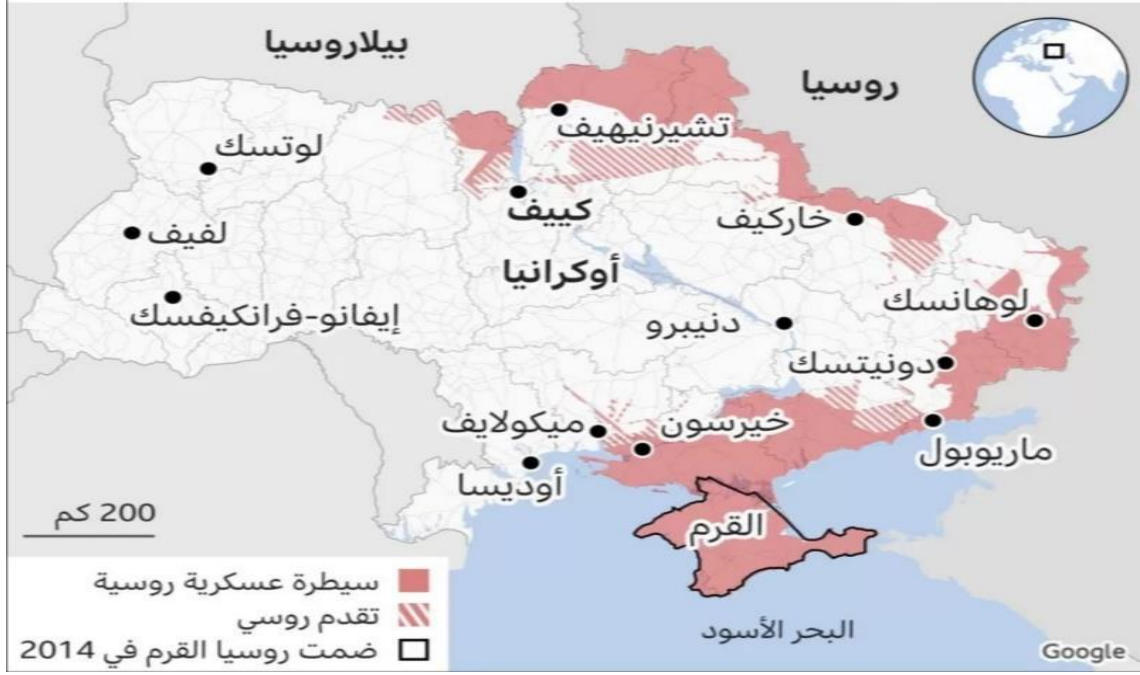 بيلاروسيا
روسيا
تشيرنيهيف
لوتسك
كييف
خاركيف
لفيف
أوكرانيا
لوهانسك
إيفانو-فرانكيفسك
دنيبرو
دونيتسك
خيرسون
ميكولايف
ماريوبول
أوديسا
القرم
200 كم
سيطرة عسكرية روسية
تقدم روسي
ضمت روسيا القرم في 2014
البحر الأسود
Google